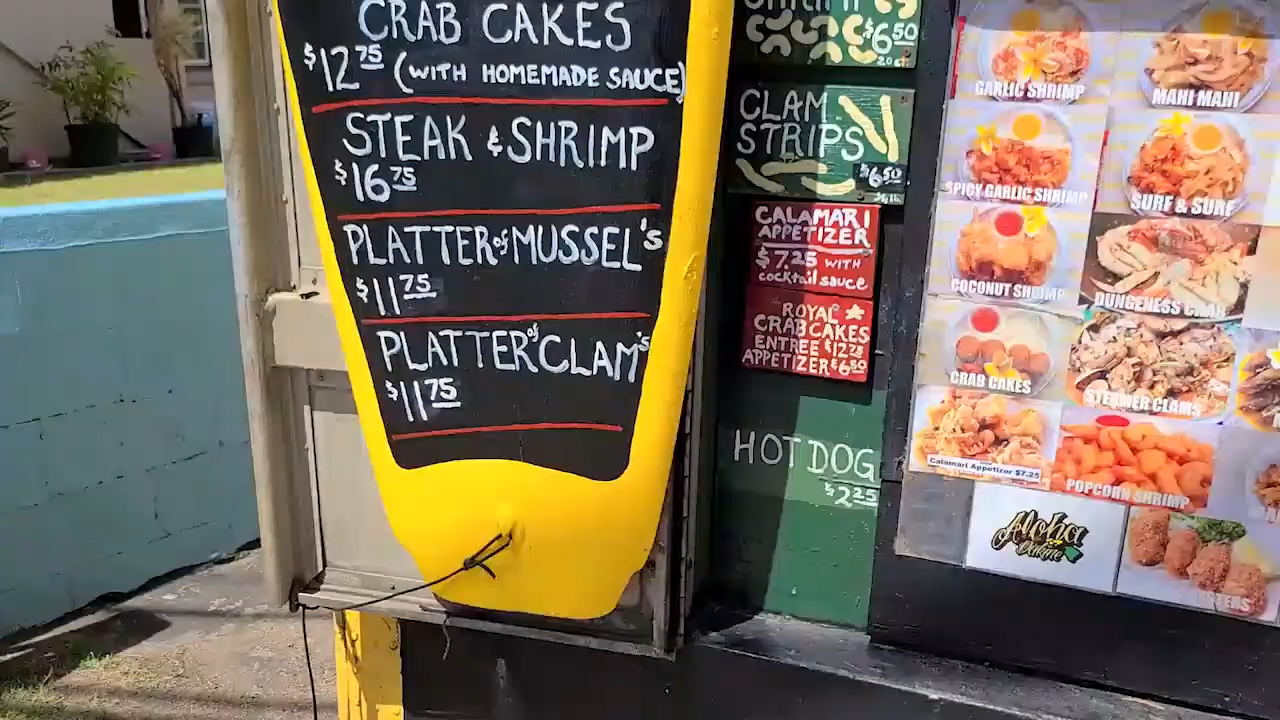 CRAB CAKES
$12 75 (WITH HOMEMADE SAUCE)
STEAK & SHRIMP
$16 75
PLATTER of MUSSEL'S
$11 75
PLATTER of CLAM'S
$11 75
$6 50
CLAM
STRIPS
$6 50
CALAMARI
APPETIZER
$7.25 WITH
cocktail sauce
ROYAL
CRABCAKES
ENTREE $12.75
APPETIZER $6.50
HOT DOG
$2 25
GARLIC SHRIMP
MAHI MAHI
SPICY GARLIC SHRIMP
SURF & SURF
COCONUT SHRIMP
DUNGENESS CRAB
CRAB CAKES
STEAMER CLAMS
Calamari Appetizer $7.25
POPCORN SHRIMP
Aloha